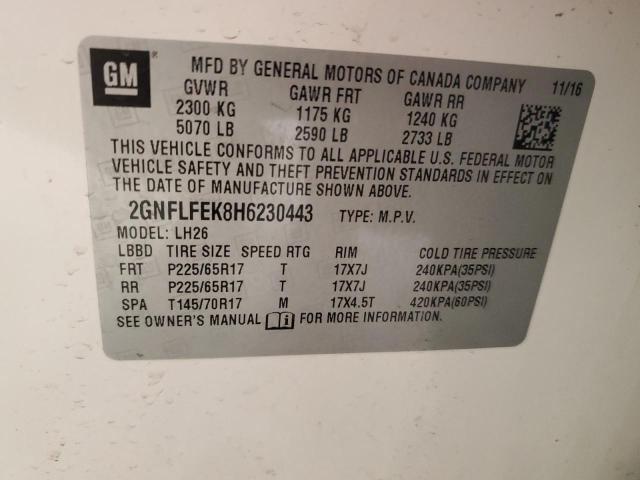 GM
MFD BY GENERAL MOTORS OF CANADA COMPANY 11/16
GVWR GAWR FRT GAWR RR
2300 KG 1175 KG 1240 KG
5070 LB 2590 LB 2733 LB
THIS VEHICLE CONFORMS TO ALL APPLICABLE U.S. FEDERAL MOTOR
VEHICLE SAFETY AND THEFT PREVENTION STANDARDS IN EFFECT ON
THE DATE OF MANUFACTURE SHOWN ABOVE.
2GNFLFEK8H6230443 TYPE: M.P.V.
MODEL: LH26
LBBD TIRE SIZE SPEED RTG RIM COLD TIRE PRESSURE
FRT P225/65R17 T 17X7J 240KPA(35PSI)
RR P225/65R17 T 17X7J 240KPA(35PSI)
SPA T145/70R17 M 17X4.5T 420KPA(60PSI)
SEE OWNER'S MANUAL FOR MORE INFORMATION.